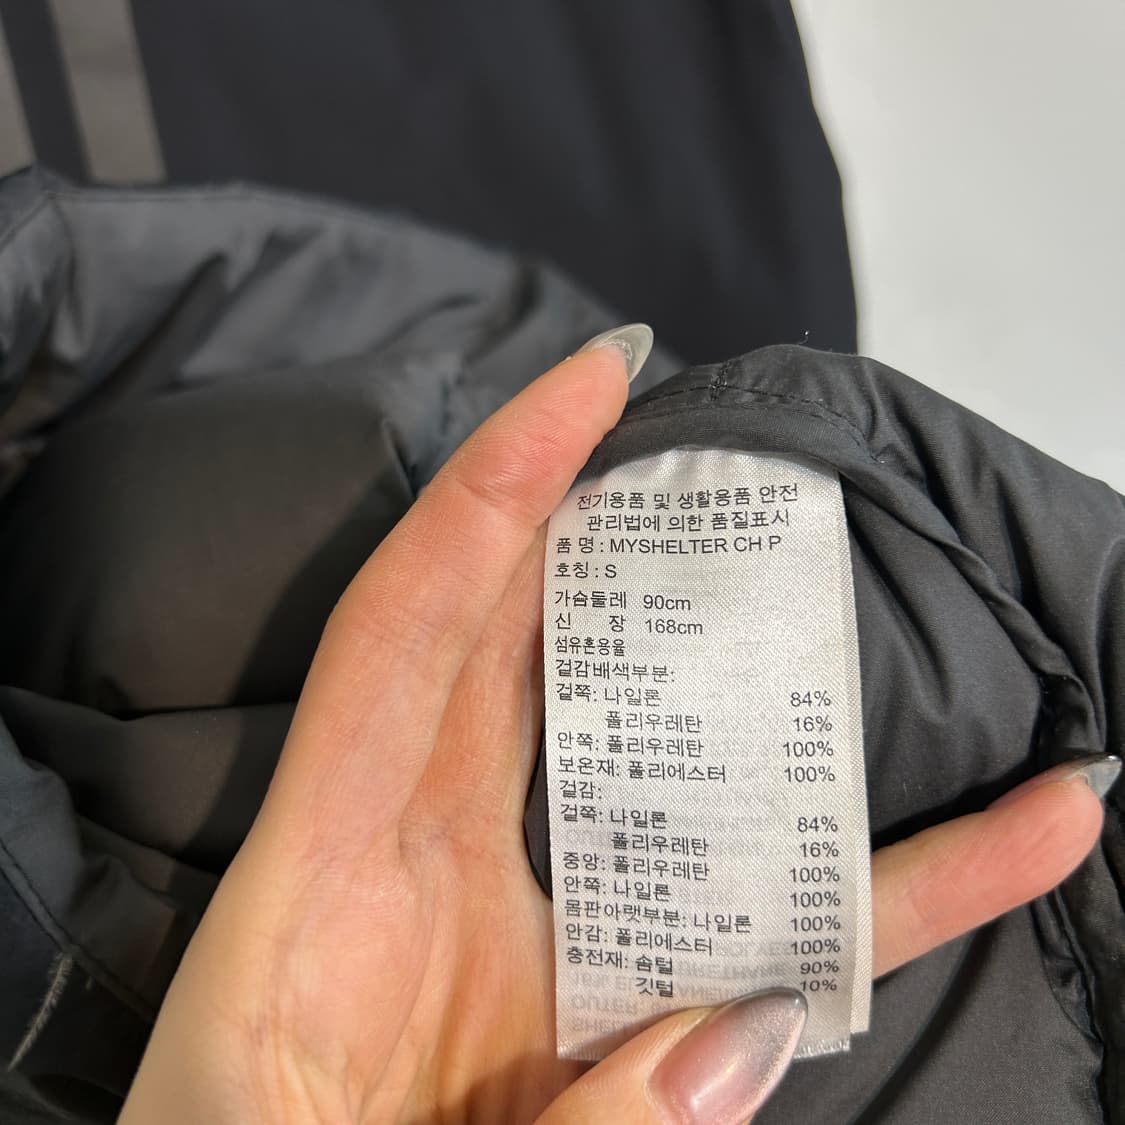 전기용품 및 생활용품 안전
관리법에 의한 품질표시
품 명 : MYSHELTER CH P
호칭 : S
가슴둘레 90cm
신 장 168cm
섬유혼용율
겉감배색부분:
겉쪽: 나일론 84%
폴리우레탄 16%
안쪽: 폴리우레탄 100%
보온재: 폴리에스터 100%
겉감:
겉쪽: 나일론 84%
폴리우레탄 16%
중앙: 폴리우레탄 100%
안쪽: 나일론 100%
몸판아랫부분: 나일론 100%
안감: 폴리에스터 100%
충전재: 솜털 90%
깃털 10%